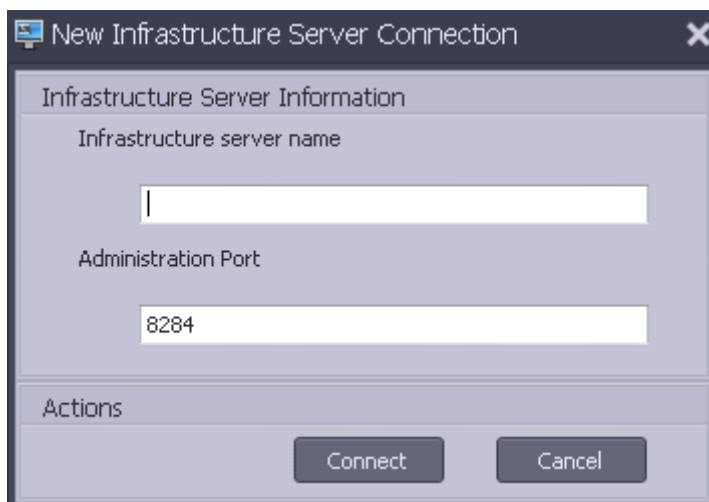 New Infrastructure Server Connection
Infrastructure Server Information
Infrastructure server name
Administration Port
8284
Actions
Connect Cancel